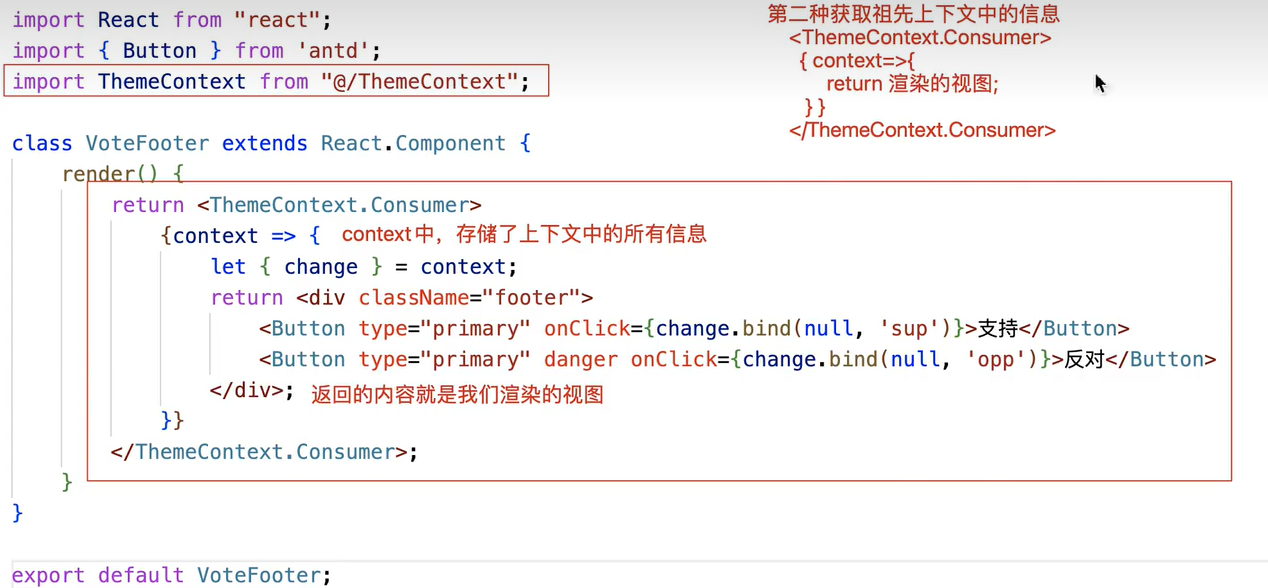 import React from "react";
import { Button } from 'antd';
import ThemeContext from "@/ThemeContext";
第二种获取祖先上下文中的信息
<ThemeContext.Consumer>
{ context=>{
return 渲染的视图;
} }
</ThemeContext.Consumer>
class VoteFooter extends React.Component {
render() {
return <ThemeContext.Consumer>
{context => { context中，存储了上下文中的所有信息
let { change } = context;
return <div className="footer">
<Button type="primary" onClick={change.bind(null, 'sup')}>支持</Button>
<Button type="primary" danger onClick={change.bind(null, 'opp')}>反对</Button>
</div>; 返回的内容就是我们渲染的视图
}}
</ThemeContext.Consumer>;
}
}
export default VoteFooter;